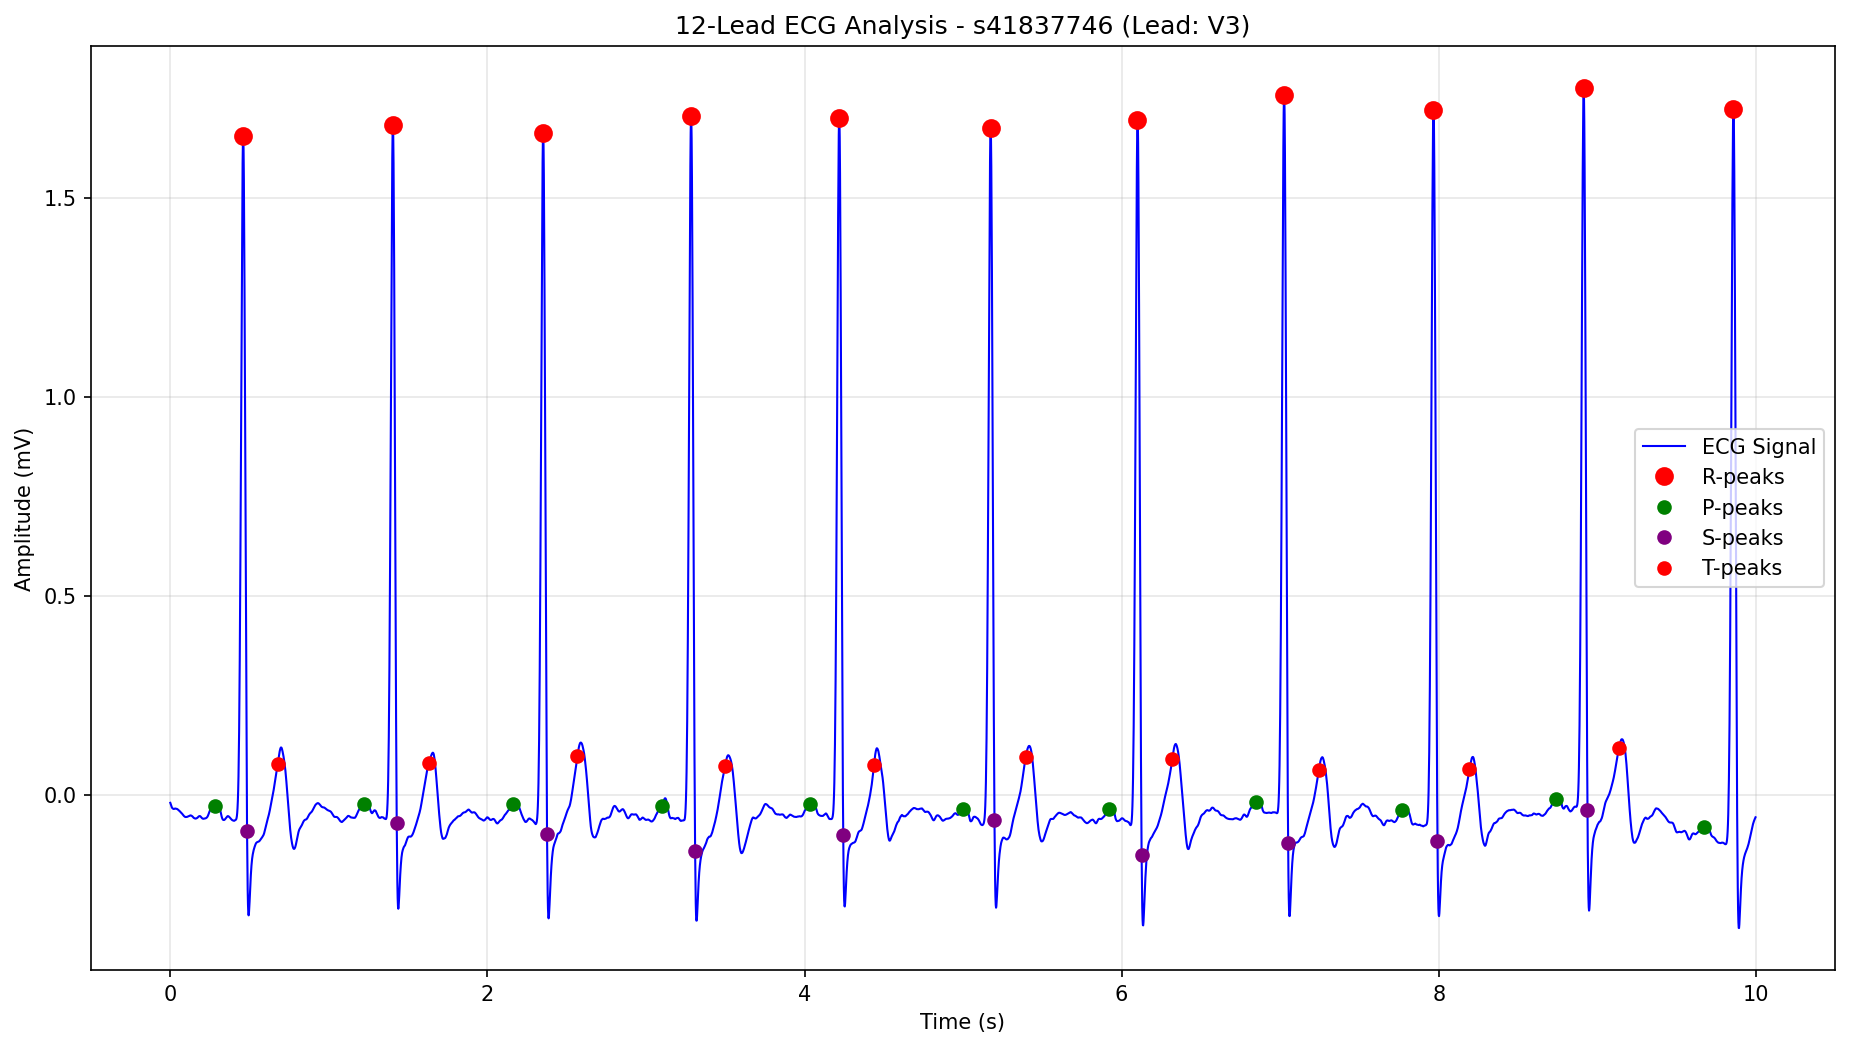 12-Lead ECG Analysis - s41837746 (Lead: V3)
Amplitude (mV)
1.5
1.0
0.5
0.0
ECG Signal
R-peaks
P-peaks
S-peaks
T-peaks
0 2 4 6 8 10
Time (s)